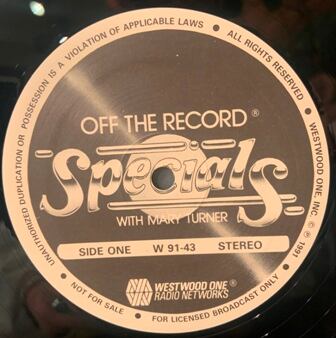 UNAUTHORIZED DUPLICATION OR POSSESSION IS A VIOLATION OF APPLICABLE LAWS • ALL RIGHTS RESERVED • WESTWOOD ONE, INC. © 1991 •
OFF THE RECORD®
Specials
WITH MARY TURNER
SIDE ONE W 91-43 STEREO
WESTWOOD ONE®
RADIO NETWORKS
• NOT FOR SALE • FOR LICENSED BROADCAST ONLY •